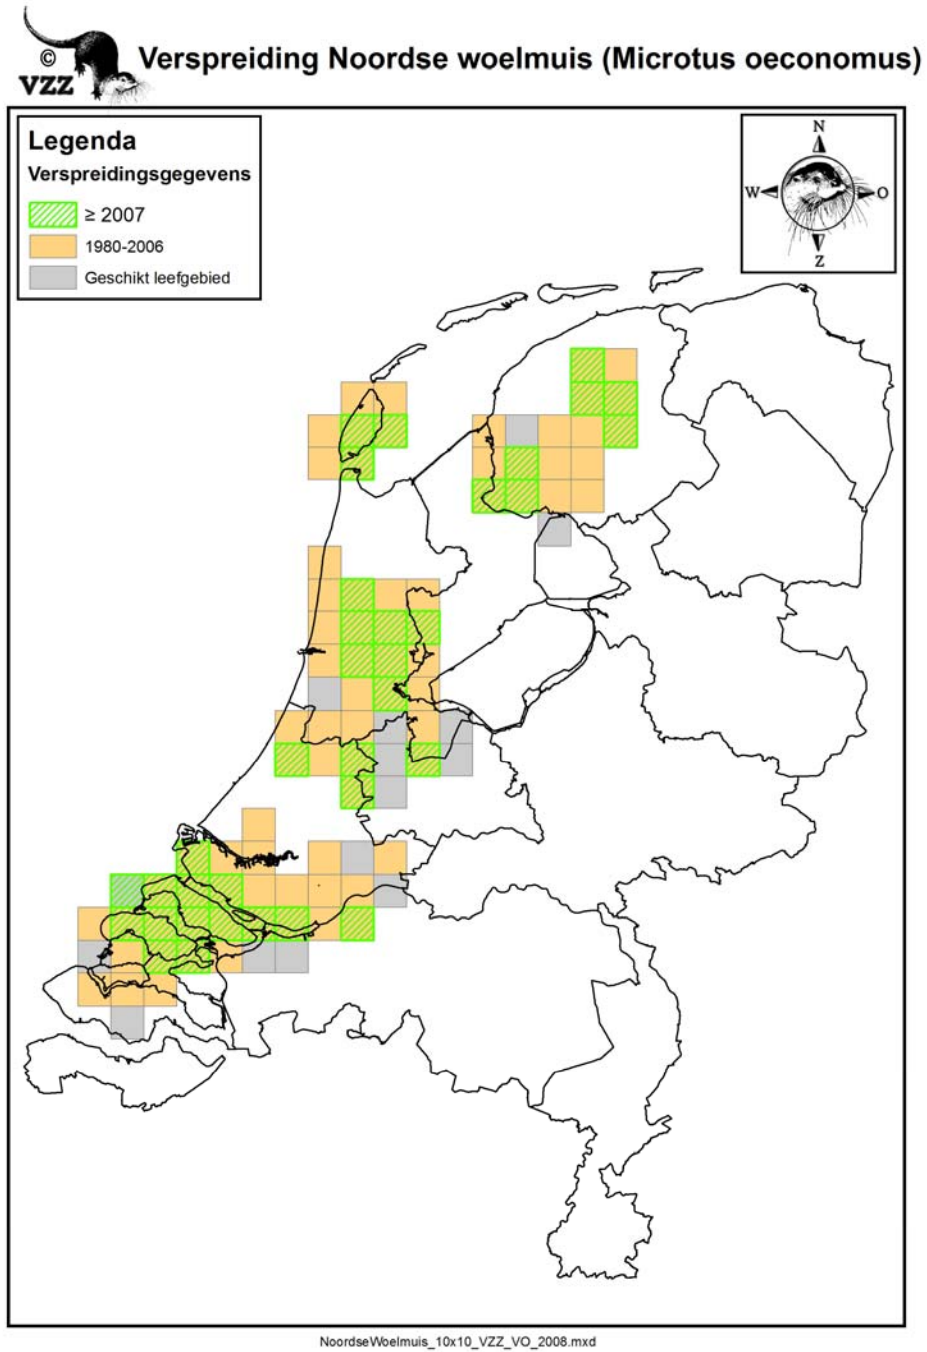 ©
VZZ
Verspreiding Noordse woelmuis (Microtus oeconomus)
Legenda
Verspreidingsgegevens
≥ 2007
1980-2006
Geschikt leefgebied
N
W
O
Z
NoordseWoelmuis_10x10_VZZ_VO_2008.mxd